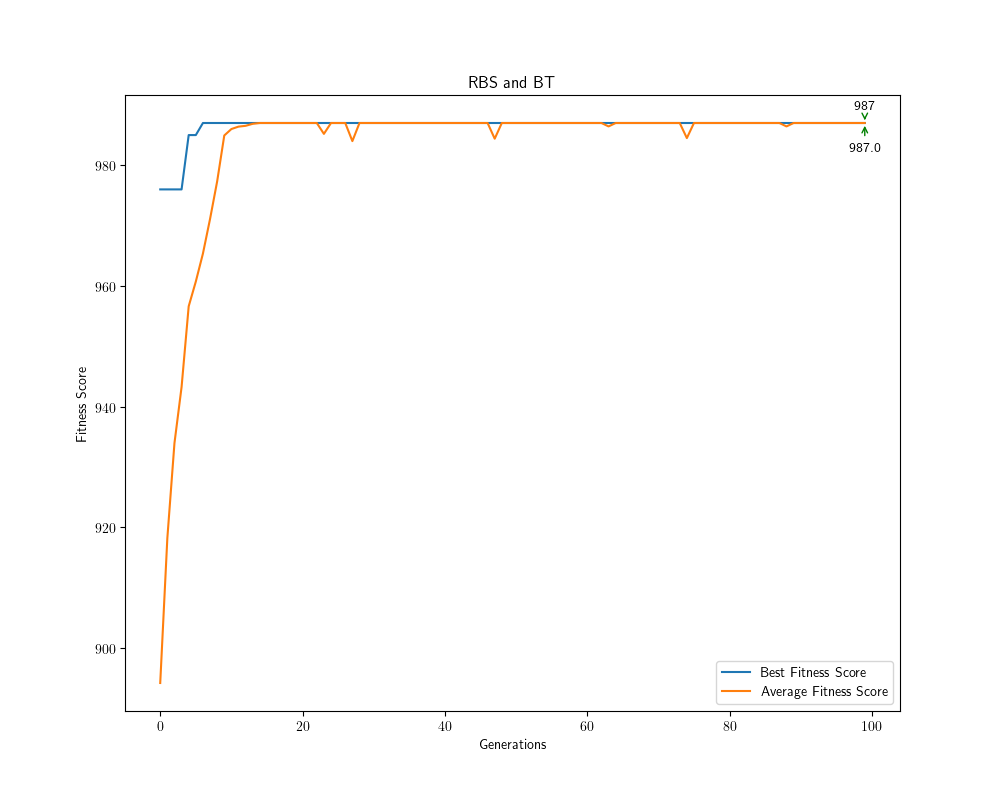 RBS and BT
987
987.0
980
960
940
920
900
Fitness Score
Best Fitness Score
Average Fitness Score
0 20 40 60 80 100
Generations